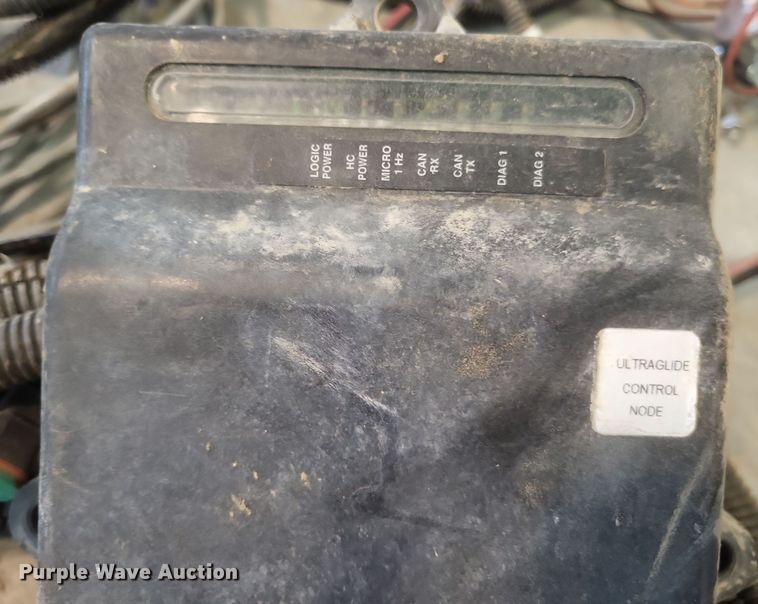 LOGIC
POWER
HC
POWER
MICRO
1 Hz
CAN
RX
CAN
TX
DIAG 1
DIAG 2
ULTRAGLIDE
CONTROL
NODE
Purple Wave Auction